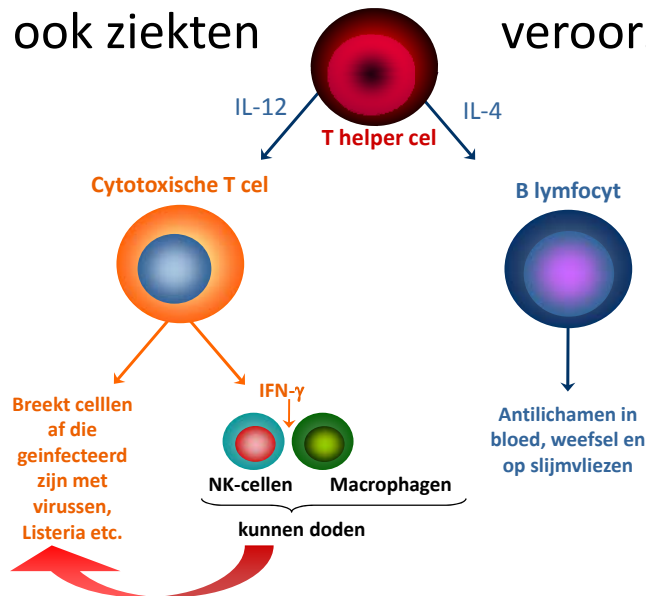 ook ziekten veroor
IL-12
IL-4
T helper cel
Cytotoxische T cel
B lymfocyt
IFN-γ
Breekt celllen
af die
geinfecteerd
zijn met
virussen,
Listeria etc.
NK-cellen Macrophagen
kunnen doden
Antilichamen in
bloed, weefsel en
op slijmvliezen